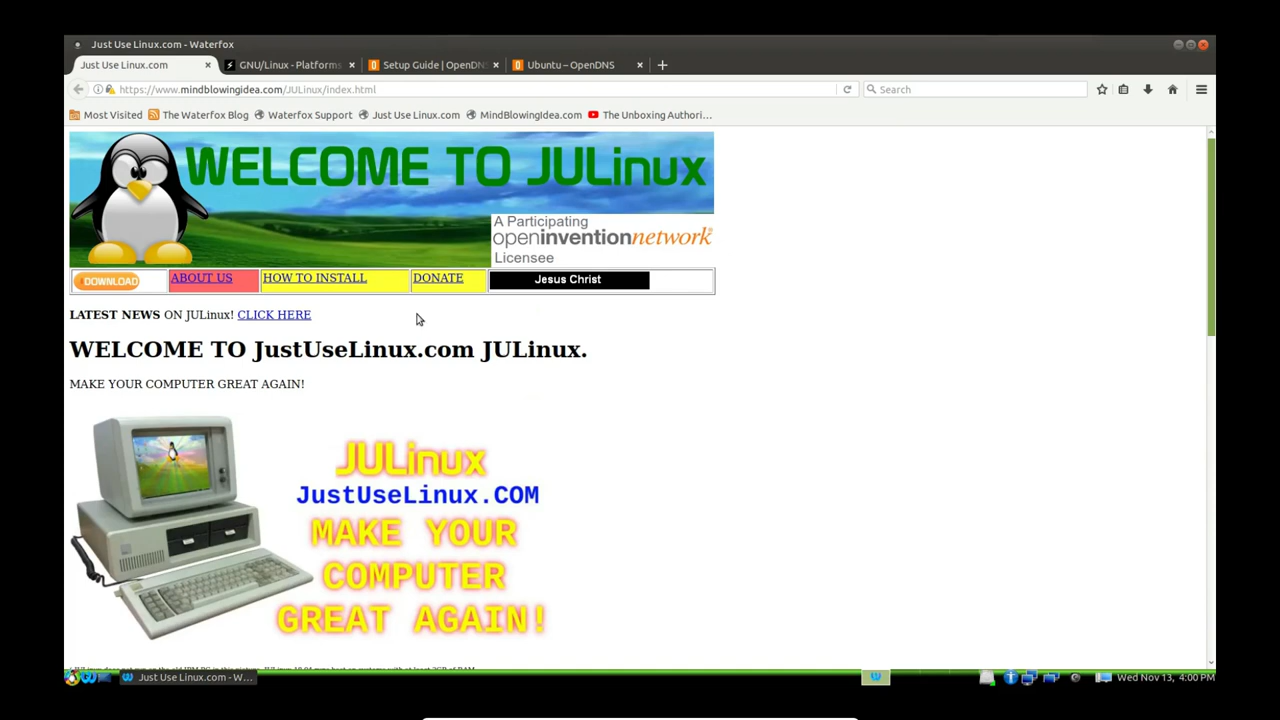 Just Use Linux.com - Waterfox
Just Use Linux.com
GNU/Linux - Platforms
Setup Guide | OpenDNS
Ubuntu – OpenDNS
https://www.mindblowingidea.com/JULinux/index.html
Search
Most Visited
The Waterfox Blog
Waterfox Support
Just Use Linux.com
MindBlowingIdea.com
The Unboxing Authori...
WELCOME TO JULinux
A Participating
openinventionnetwork
Licensee
DOWNLOAD
ABOUT US
HOW TO INSTALL
DONATE
Jesus Christ
LATEST NEWS ON JULinux! CLICK HERE
WELCOME TO JustUseLinux.com JULinux.
MAKE YOUR COMPUTER GREAT AGAIN!
JULinux
JustUseLinux.COM
MAKE YOUR
COMPUTER
GREAT AGAIN!
Just Use Linux.com - W...
Wed Nov 13, 4:00 PM